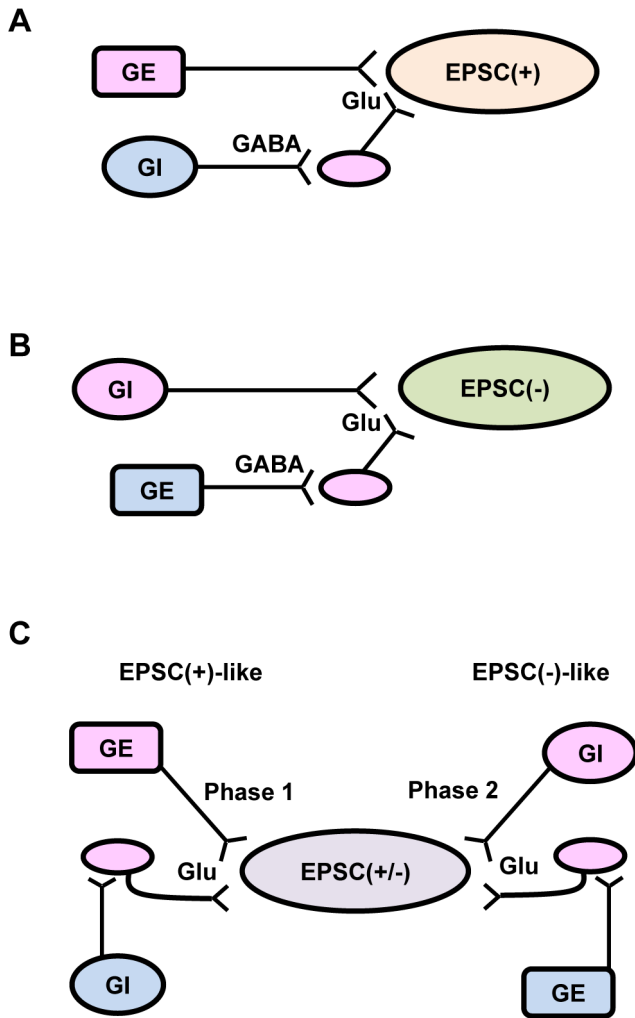 A
GE
EPSC(+)
Glu
GABA
GI
B
GI
EPSC(-)
Glu
GABA
GE
C
EPSC(+)-like
EPSC(-)-like
GE
GI
Phase 1
Phase 2
Glu
EPSC(+/-)
Glu
GI
GE